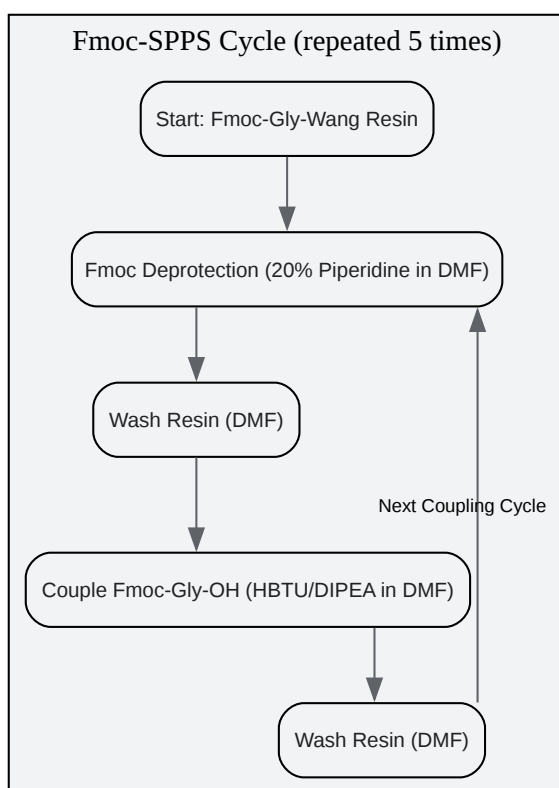 Fmoc-SPPS Cycle (repeated 5 times)
Start: Fmoc-Gly-Wang Resin
Fmoc Deprotection (20% Piperidine in DMF)
Wash Resin (DMF)
Next Coupling Cycle
Couple Fmoc-Gly-OH (HBTU/DIPEA in DMF)
Wash Resin (DMF)